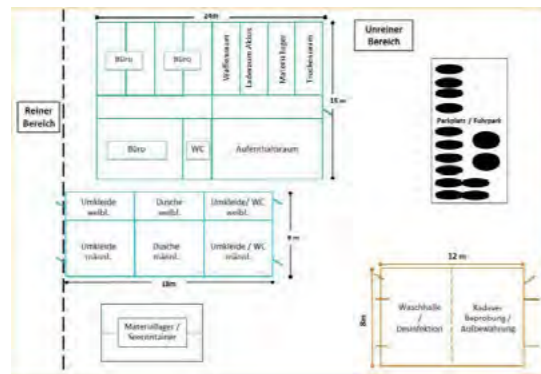 24m
Unreiner
Bereich
Büro
Büro
Waffenraum
Laderaum Akkus
Materiallager
Trockenraum
15 m
Reiner
Bereich
Parkplatz / Fuhrpark
Büro
WC
Aufenthaltsraum
Umkleide
weibl.
Dusche
weibl.
Umkleide/ WC
weibl.
9 m
Umkleide
männl.
Dusche
männl.
Umkleide / WC
männl.
18m
12 m
8m
Waschhalle
/
Desinfektion
Kadaver
Beprobung /
Aufbewahrung
Materiallager /
Seecontainer